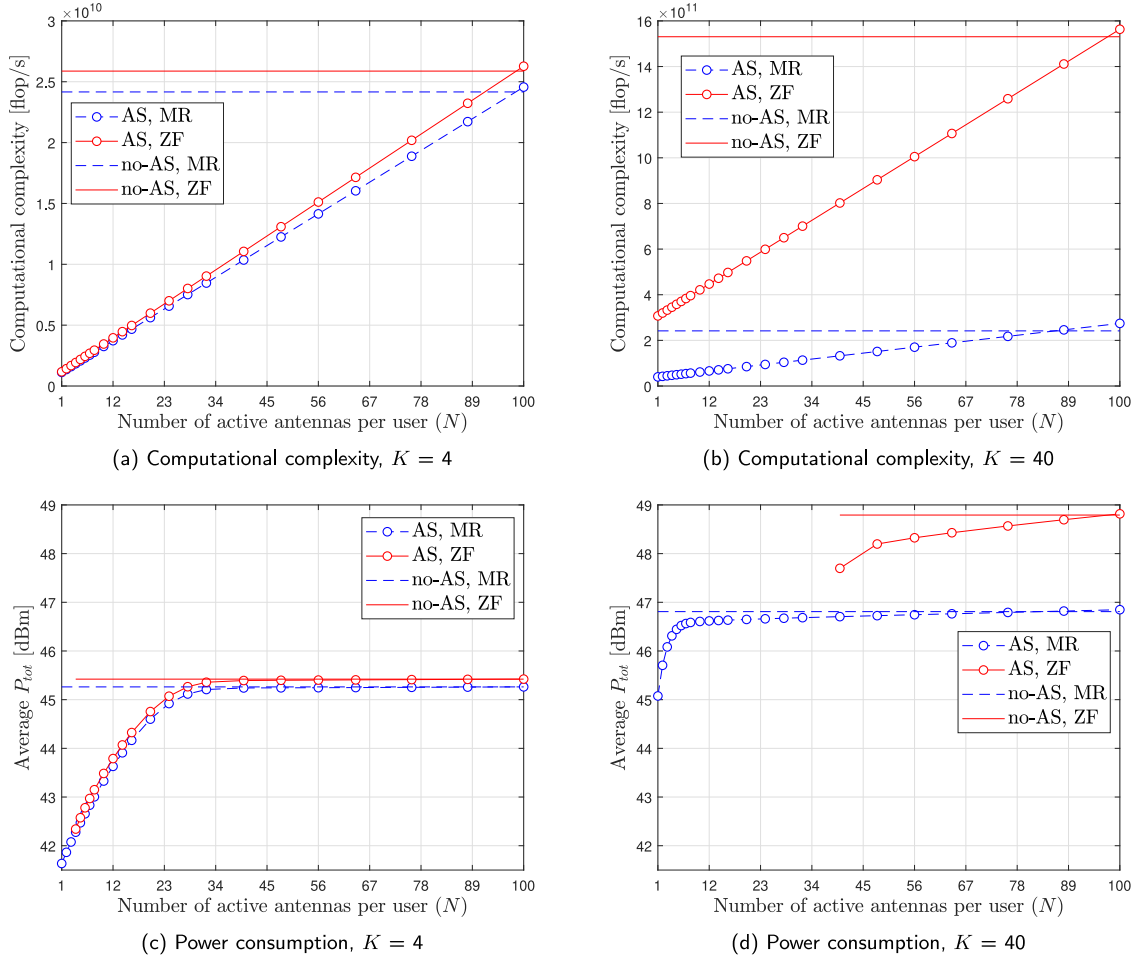 ×10^10
3
2.5
2
1.5
1
0.5
0
Computational complexity [flop/s]
AS, MR
AS, ZF
no-AS, MR
no-AS, ZF
1 12 23 34 45 56 67 78 89 100
Number of active antennas per user (N)
(a) Computational complexity, K = 4
×10^11
16
14
12
10
8
6
4
2
0
Computational complexity [flop/s]
AS, MR
AS, ZF
no-AS, MR
no-AS, ZF
1 12 23 34 45 56 67 78 89 100
Number of active antennas per user (N)
(b) Computational complexity, K = 40
49
48
47
46
45
44
43
42
Average P_tot [dBm]
AS, MR
AS, ZF
no-AS, MR
no-AS, ZF
1 12 23 34 45 56 67 78 89 100
Number of active antennas per user (N)
(c) Power consumption, K = 4
49
48
47
46
45
44
43
42
Average P_tot [dBm]
AS, MR
AS, ZF
no-AS, MR
no-AS, ZF
1 12 23 34 45 56 67 78 89 100
Number of active antennas per user (N)
(d) Power consumption, K = 40